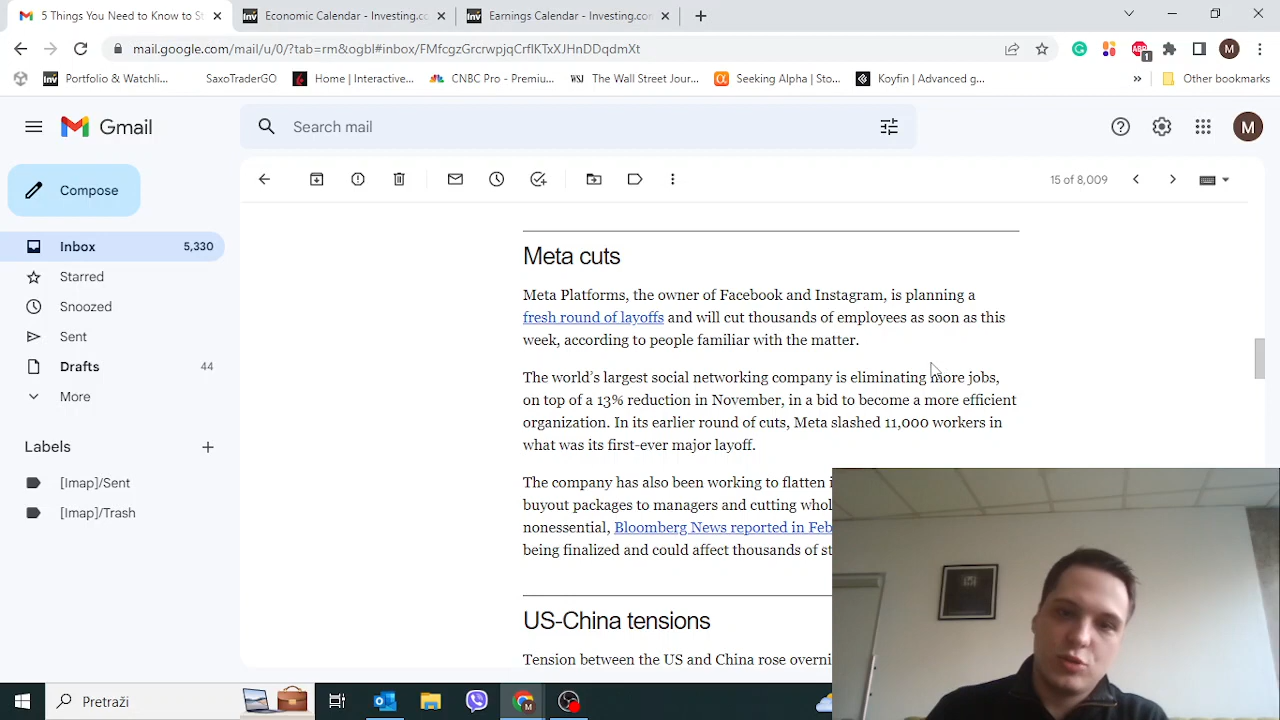 5 Things You Need to Know to St
Economic Calendar - Investing.co
Earnings Calendar - Investing.com
mail.google.com/mail/u/0/?tab=rm&ogbl#inbox/FMfcgzGrcrwpjqCrflKTxXJHnDDqdmXt
Portfolio & Watchli...
SaxoTraderGO
Home | Interactive...
CNBC Pro - Premiu...
The Wall Street Jour...
Seeking Alpha | Sto...
Koyfin | Advanced g...
Other bookmarks
Gmail
Search mail
M
Compose
15 of 8,009
Inbox 5,330
Starred
Snoozed
Sent
Drafts 44
More
Labels
[Imap]/Sent
[Imap]/Trash
Meta cuts
Meta Platforms, the owner of Facebook and Instagram, is planning a
fresh round of layoffs and will cut thousands of employees as soon as this
week, according to people familiar with the matter.
The world's largest social networking company is eliminating more jobs,
on top of a 13% reduction in November, in a bid to become a more efficient
organization. In its earlier round of cuts, Meta slashed 11,000 workers in
what was its first-ever major layoff.
The company has also been working to flatten i
buyout packages to managers and cutting whol
nonessential, Bloomberg News reported in Feb
being finalized and could affect thousands of st
US-China tensions
Tension between the US and China rose overni
Pretraži